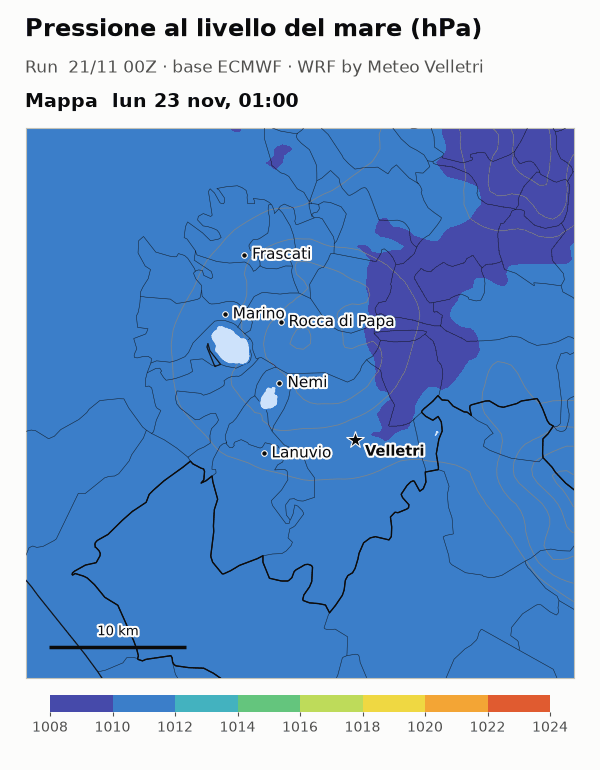 Pressione al livello del mare (hPa)
Run  21/11 00Z · base ECMWF · WRF by Meteo Velletri
Mappa  lun 23 nov, 01:00
Frascati
Marino
Rocca di Papa
Nemi
Velletri
Lanuvio
10 km
1008 1010 1012 1014 1016 1018 1020 1022 1024